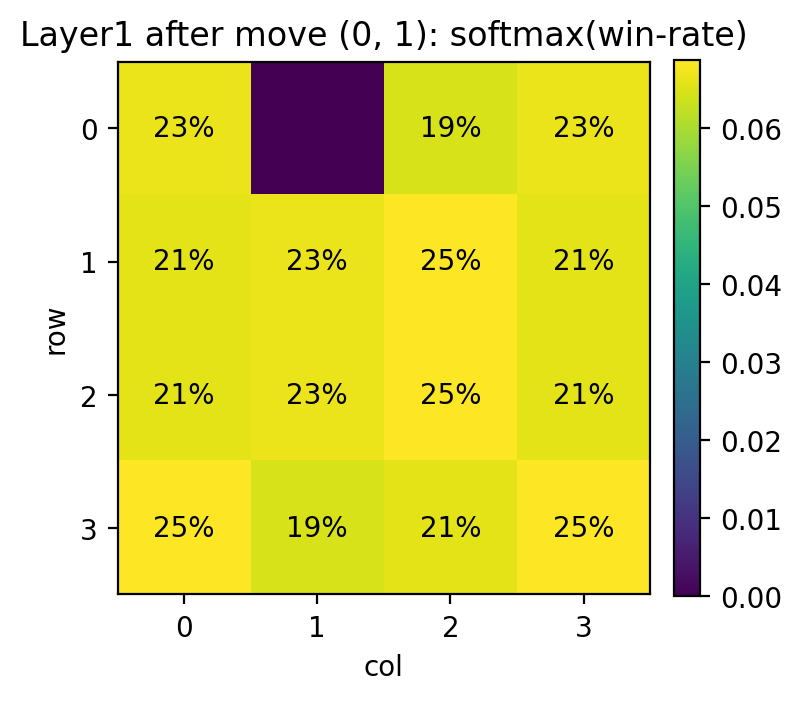 Layer1 after move (0, 1): softmax(win-rate)
0 23% 19% 23% 0.06
0.05
1 21% 23% 25% 21%
0.04
row
0.03
2 21% 23% 25% 21%
0.02
3 25% 19% 21% 25%
0.01
0.00
0 1 2 3
col